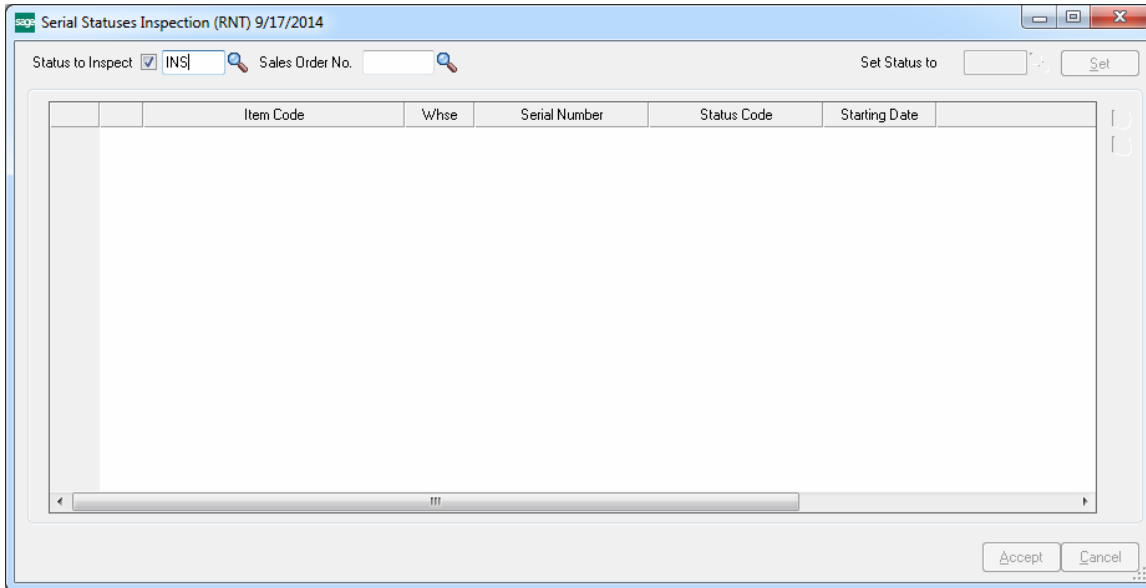 sage Serial Statuses Inspection (RNT) 9/17/2014
Status to Inspect INS Sales Order No. Set Status to Set
Item Code Whse Serial Number Status Code Starting Date
Accept Cancel